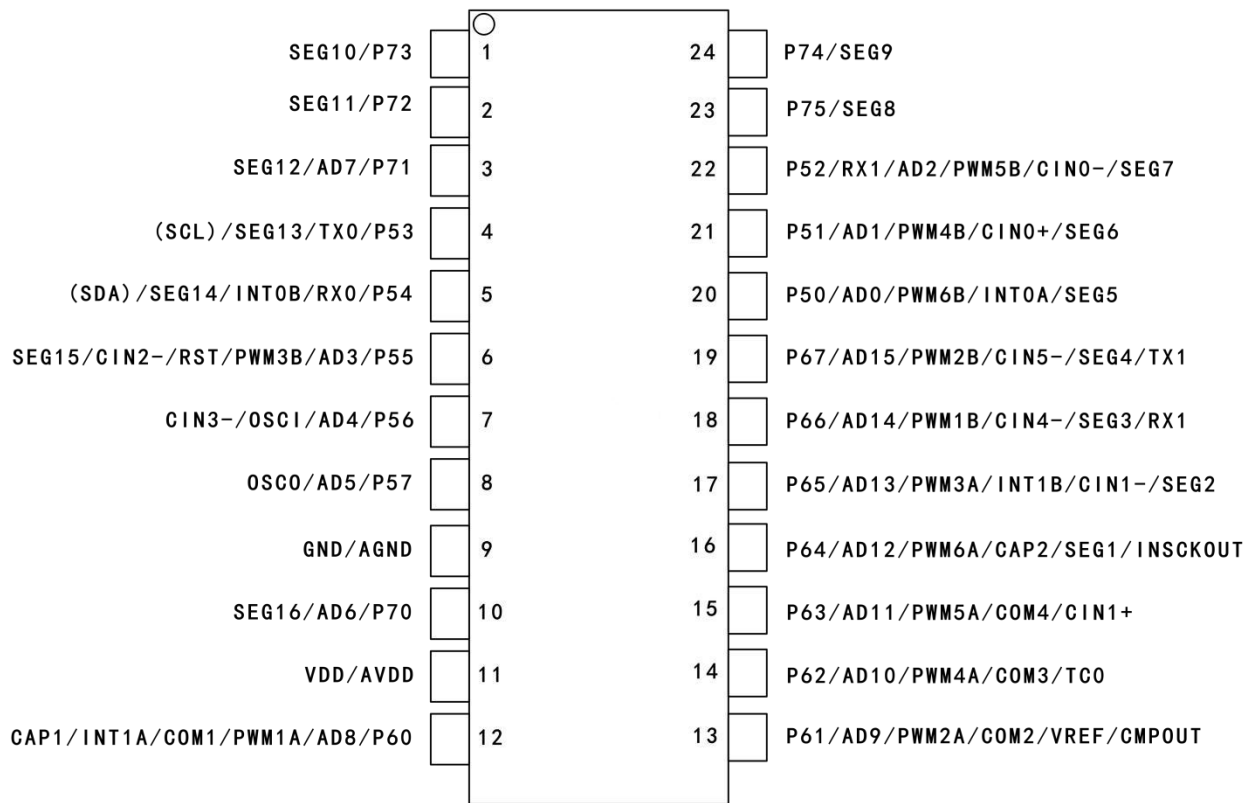 SEG10/P73 1 24 P74/SEG9
SEG11/P72 2 23 P75/SEG8
SEG12/AD7/P71 3 22 P52/RX1/AD2/PWM5B/CIN0-/SEG7
(SCL)/SEG13/TX0/P53 4 21 P51/AD1/PWM4B/CIN0+/SEG6
(SDA)/SEG14/INT0B/RX0/P54 5 20 P50/AD0/PWM6B/INT0A/SEG5
SEG15/CIN2-/RST/PWM3B/AD3/P55 6 19 P67/AD15/PWM2B/CIN5-/SEG4/TX1
CIN3-/OSCI/AD4/P56 7 18 P66/AD14/PWM1B/CIN4-/SEG3/RX1
OSCO/AD5/P57 8 17 P65/AD13/PWM3A/INT1B/CIN1-/SEG2
GND/AGND 9 16 P64/AD12/PWM6A/CAP2/SEG1/INSCKOUT
SEG16/AD6/P70 10 15 P63/AD11/PWM5A/COM4/CIN1+
VDD/AVDD 11 14 P62/AD10/PWM4A/COM3/TC0
CAP1/INT1A/COM1/PWM1A/AD8/P60 12 13 P61/AD9/PWM2A/COM2/VREF/CMPOUT